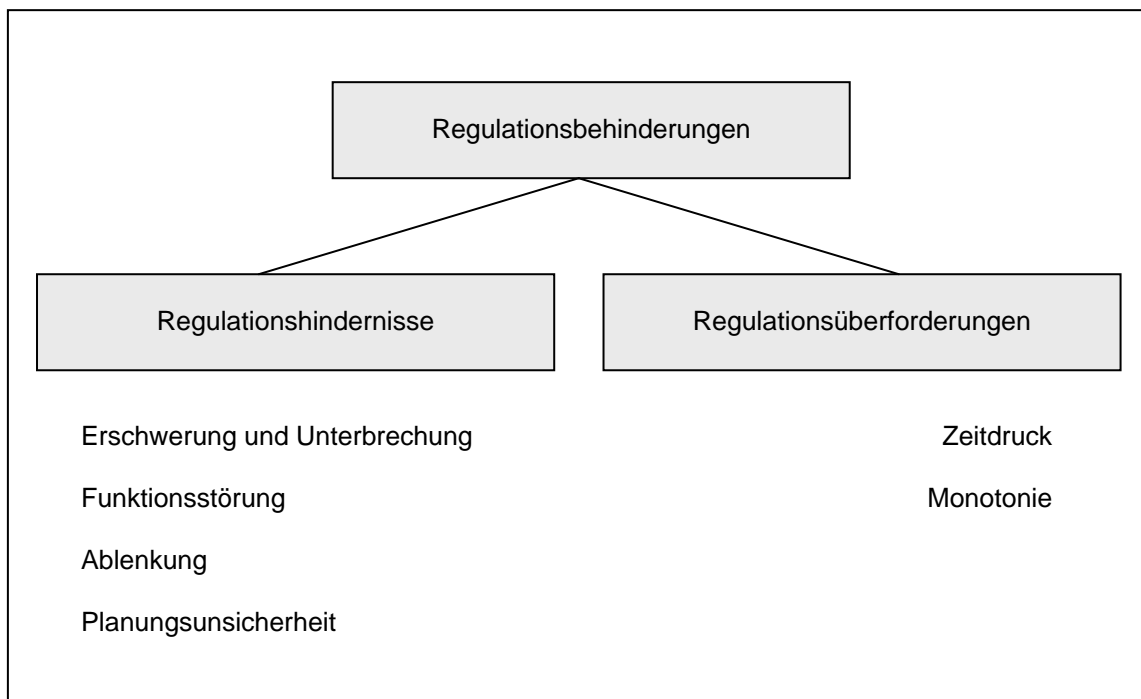 Regulationsbehinderungen
Regulationshindernisse
Regulationsüberforderungen
Erschwerung und Unterbrechung
Funktionsstörung
Ablenkung
Planungsunsicherheit
Zeitdruck
Monotonie